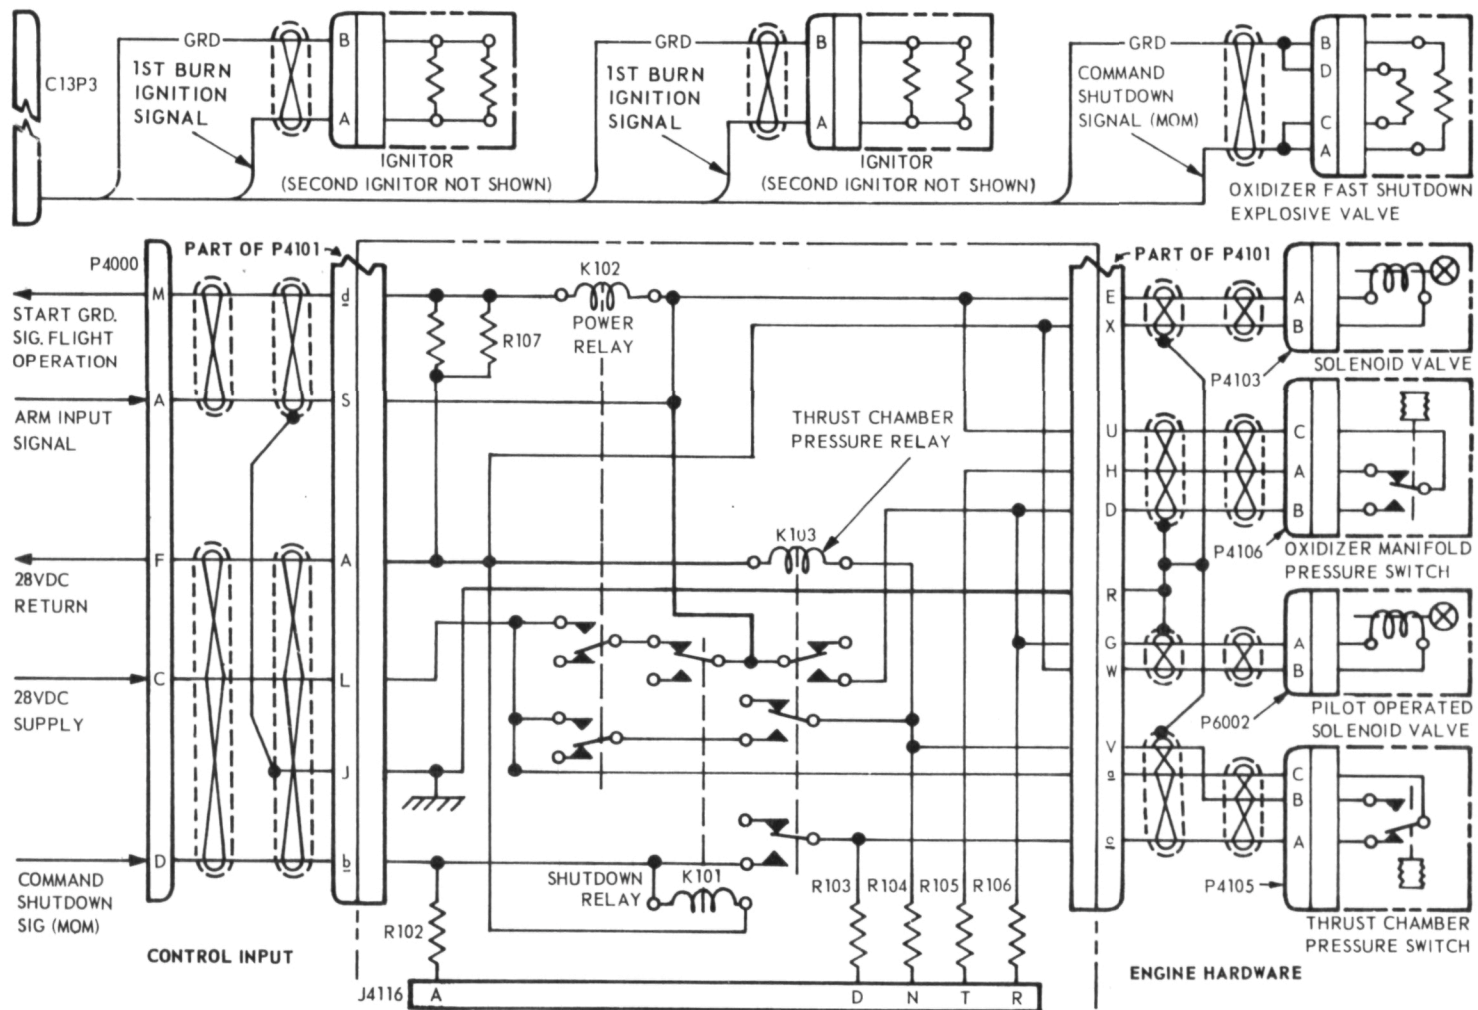 C13P3
GRD
1ST BURN
IGNITION
SIGNAL
B
A
IGNITOR
(SECOND IGNITOR NOT SHOWN)
GRD
1ST BURN
IGNITION
SIGNAL
B
A
IGNITOR
(SECOND IGNITOR NOT SHOWN)
GRD
COMMAND
SHUTDOWN
SIGNAL (MOM)
B
D
C
A
OXIDIZER FAST SHUTDOWN
EXPLOSIVE VALVE
P4000
PART OF P4101
M
START GRD.
SIG. FLIGHT
OPERATION
A
ARM INPUT
SIGNAL
F
28VDC
RETURN
C
28VDC
SUPPLY
D
COMMAND
SHUTDOWN
SIG (MOM)
CONTROL INPUT
d
S
A
L
J
b
K102
POWER
RELAY
R107
THRUST CHAMBER
PRESSURE RELAY
K103
SHUTDOWN
RELAY
K101
R102
R103
R104
R105
R106
J4116
A
D
N
T
R
PART OF P4101
E
X
U
H
D
R
G
W
V
a
c
A
B
P4103
SOLENOID VALVE
C
A
B
P4106
OXIDIZER MANIFOLD
PRESSURE SWITCH
A
B
P6002
PILOT OPERATED
SOLENOID VALVE
C
B
A
P4105
THRUST CHAMBER
PRESSURE SWITCH
ENGINE HARDWARE